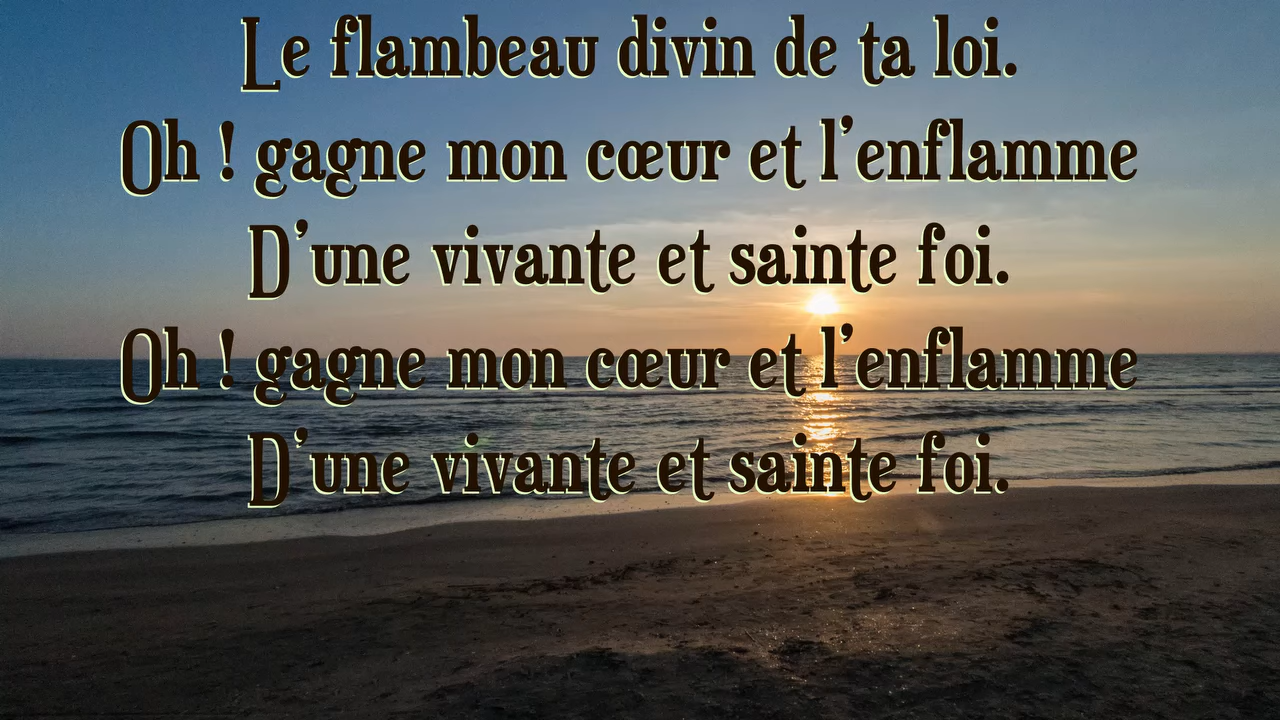 Le flambeau divin de ta loi.
Oh ! gagne mon cœur et l’enflamme
D’une vivante et sainte foi.
Oh ! gagne mon cœur et l’enflamme
D’une vivante et sainte foi.